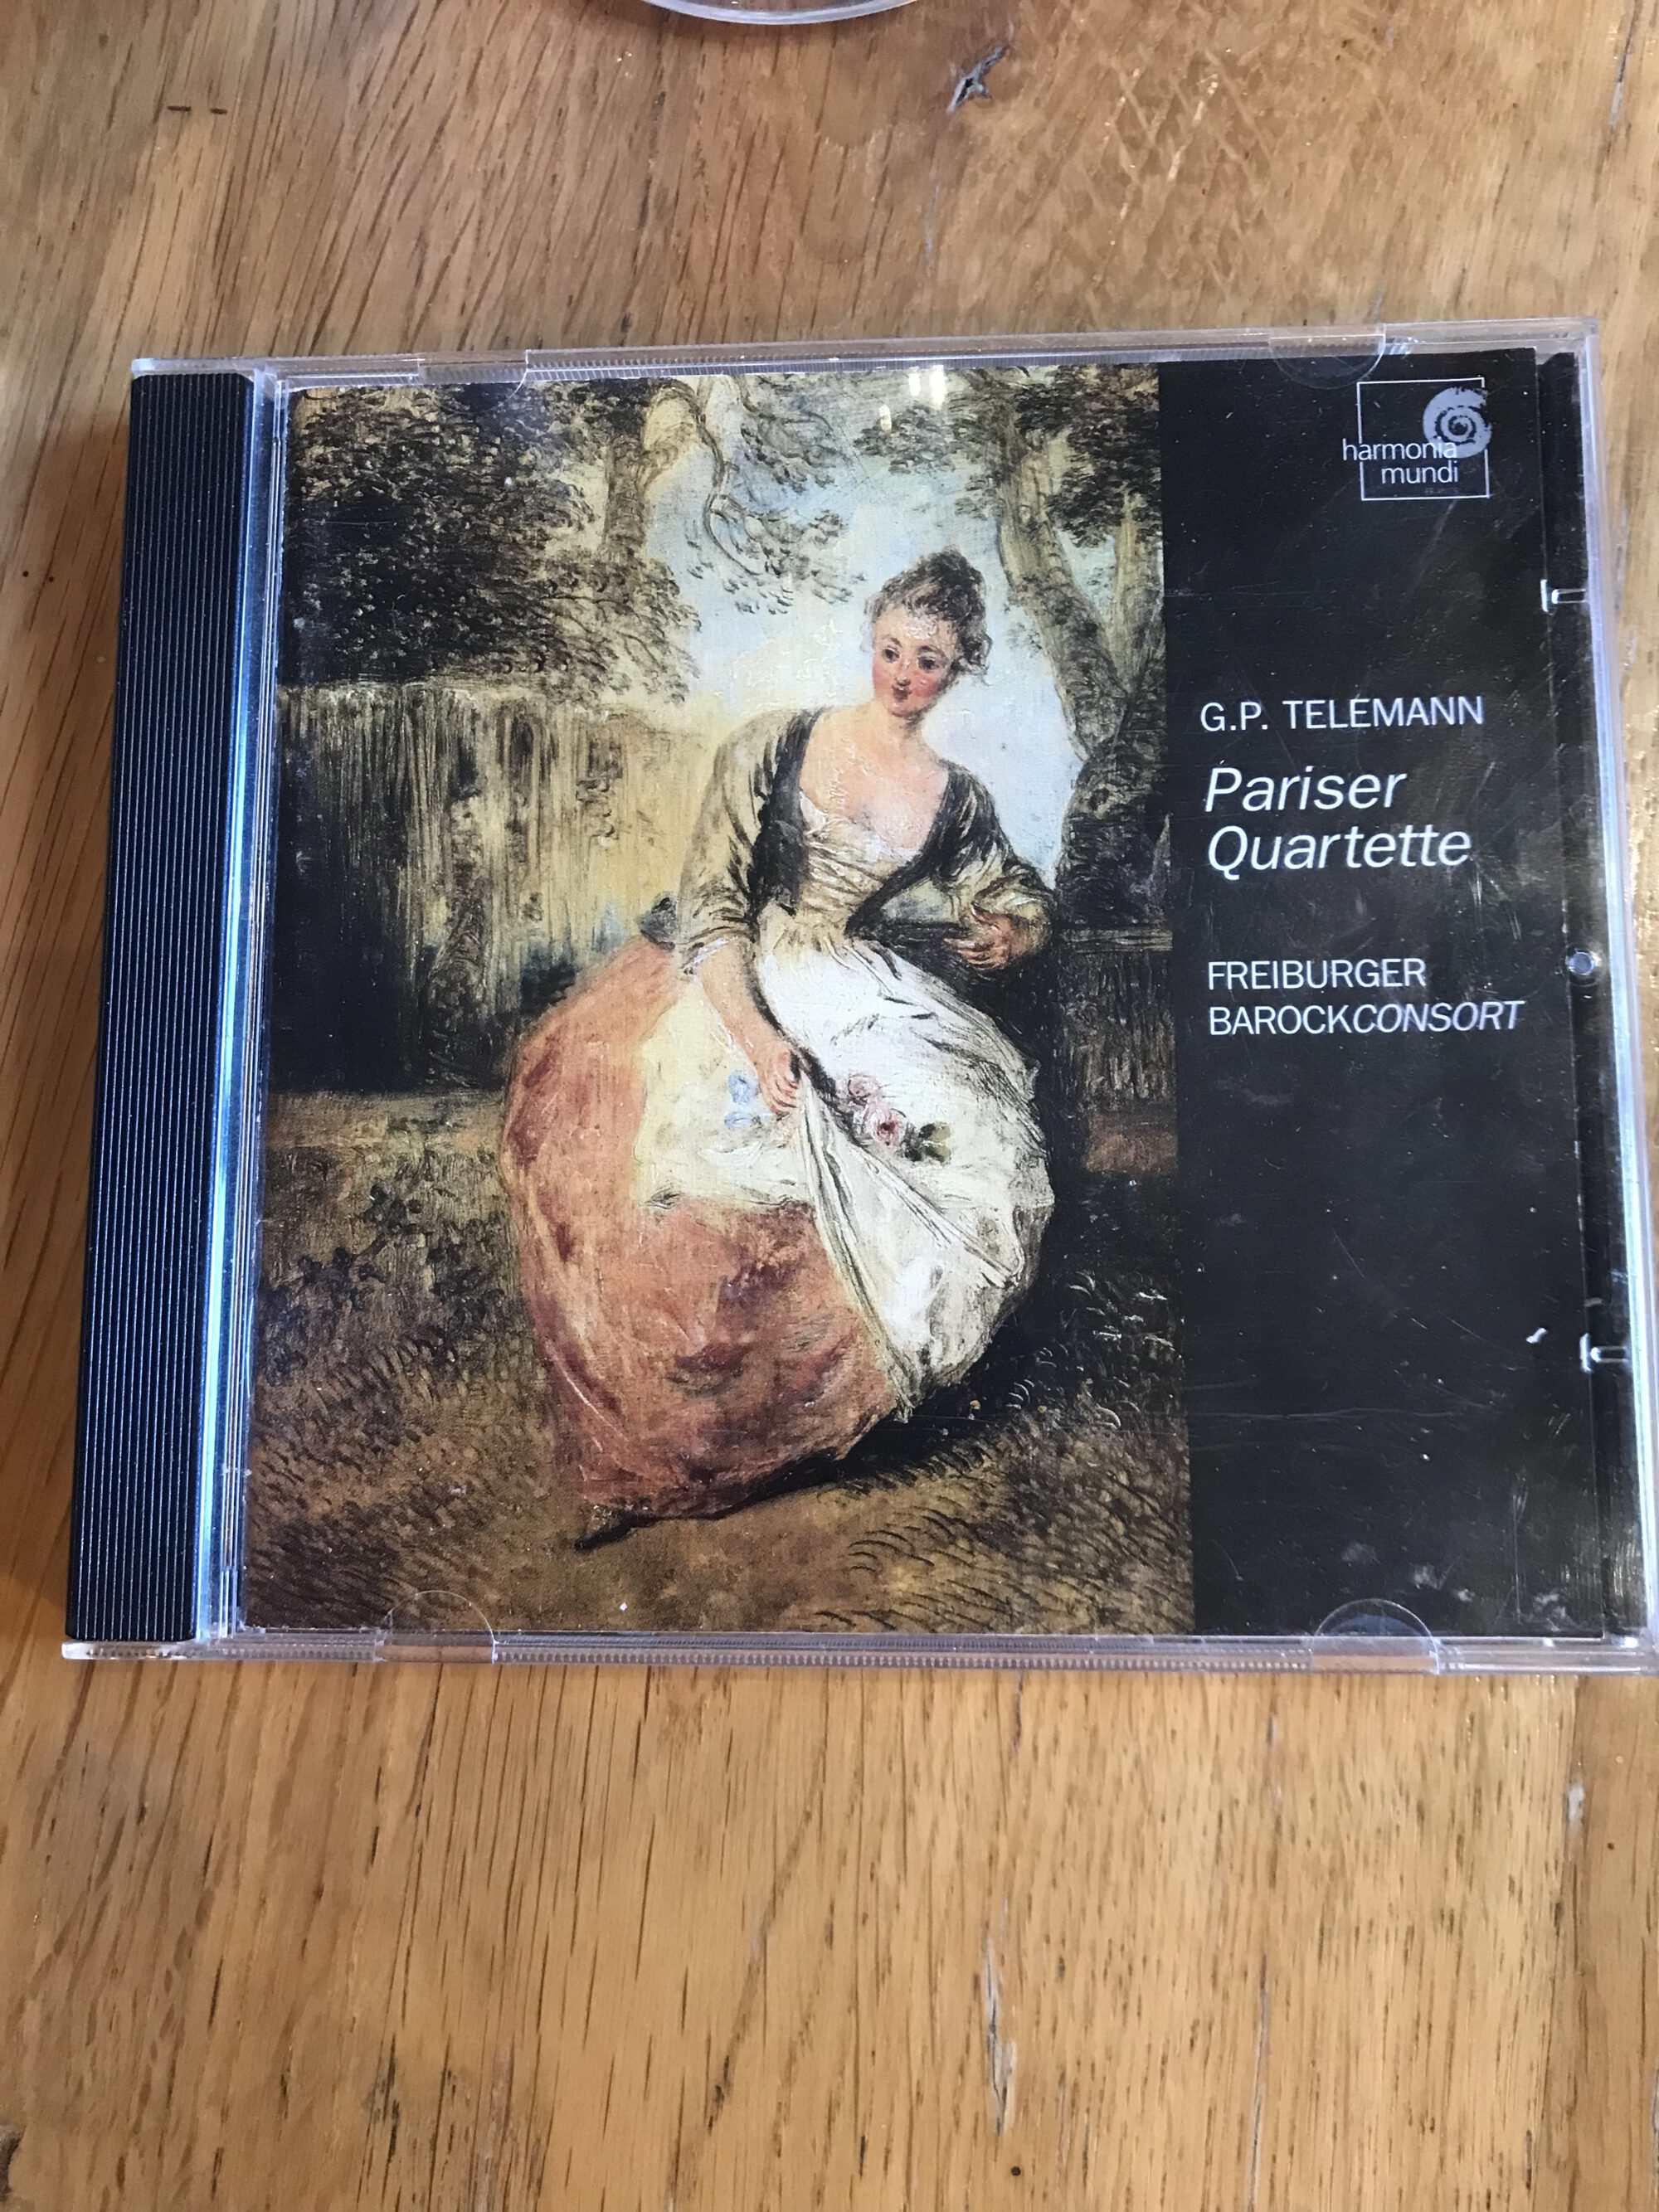 harmonia
mundi
G.P. TELEMANN
Pariser
Quartette
FREIBURGER
BAROCKCONSORT